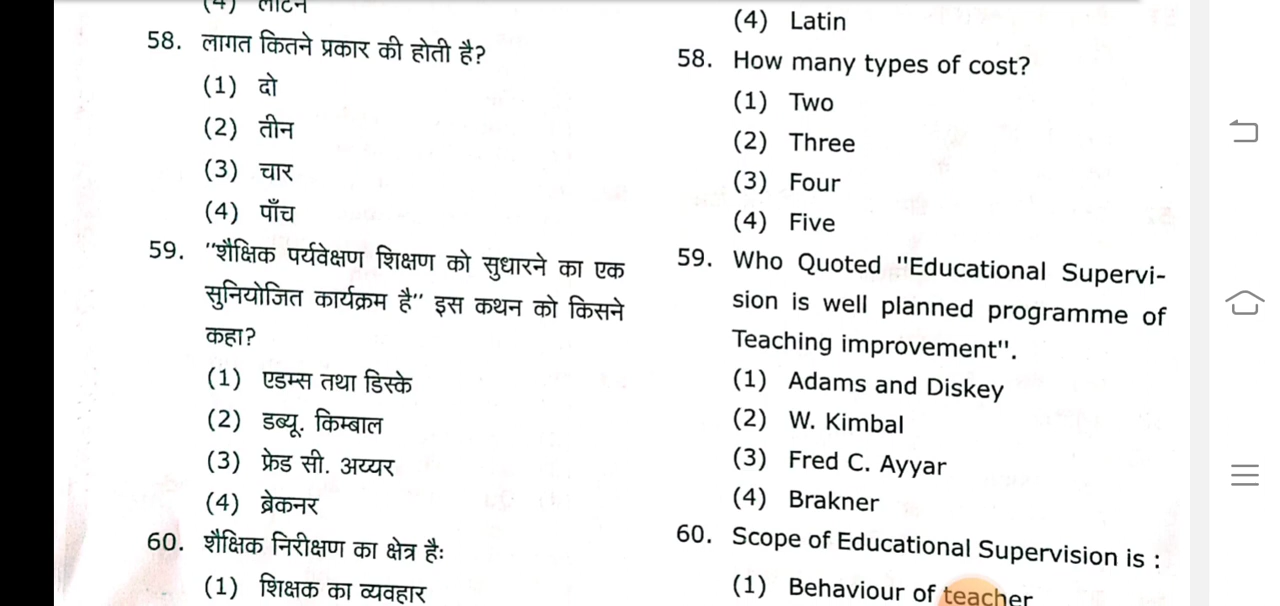 (4) लैटिन
58. लागत कितने प्रकार की होती है?
(1) दो
(2) तीन
(3) चार
(4) पाँच
59. "शैक्षिक पर्यवेक्षण शिक्षण को सुधारने का एक
सुनियोजित कार्यक्रम है" इस कथन को किसने
कहा?
(1) एडम्स तथा डिस्के
(2) डब्यू. किम्बाल
(3) फ्रेड सी. अय्यर
(4) ब्रेकनर
60. शैक्षिक निरीक्षण का क्षेत्र है:
(1) शिक्षक का व्यवहार
(4) Latin
58. How many types of cost?
(1) Two
(2) Three
(3) Four
(4) Five
59. Who Quoted "Educational Supervi-
sion is well planned programme of
Teaching improvement".
(1) Adams and Diskey
(2) W. Kimbal
(3) Fred C. Ayyar
(4) Brakner
60. Scope of Educational Supervision is :
(1) Behaviour of teacher